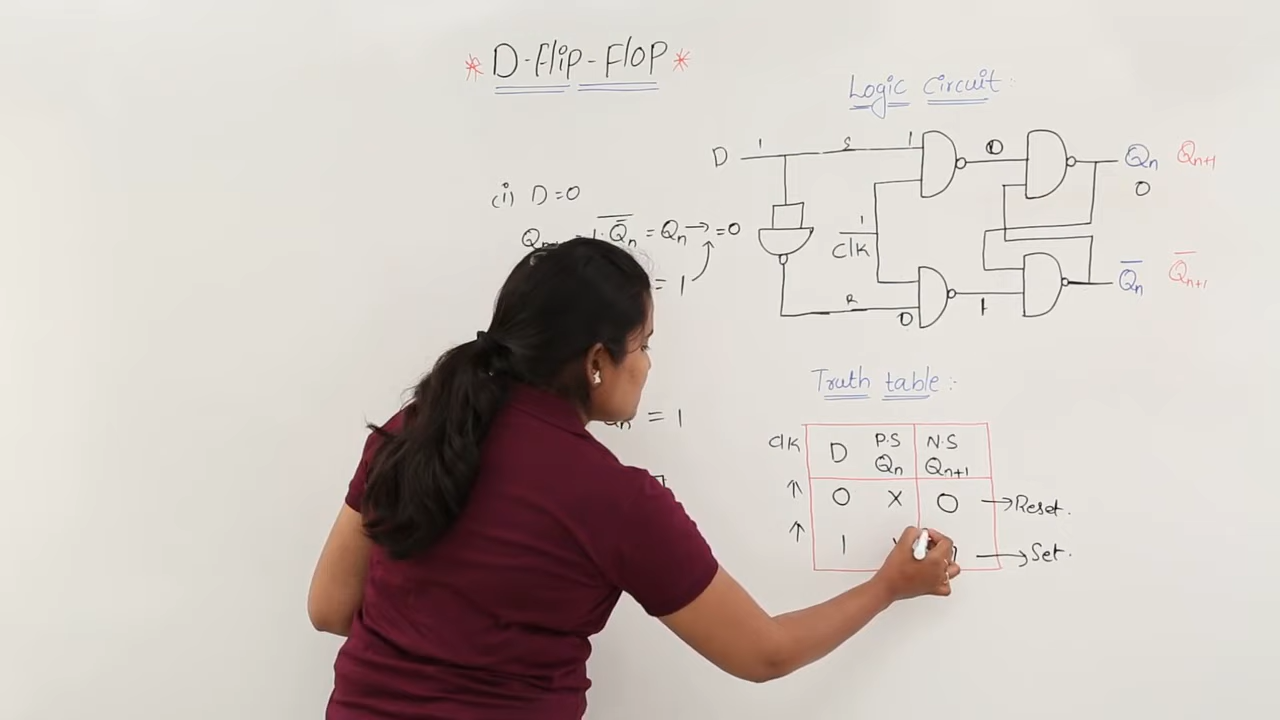 * D-Flip-Flop *
Logic Circuit:
D 1 S 1 0 Qn Qn+1
0
(i) D=0
= Qn → =0
1
Clk
= 1
R 0 1 Q̅n Q̅n+1
Truth table:-
= 1
Clk D P.S Qn N.S Qn+1
↑ 0 X 0 → Reset.
↑ 1 → Set.